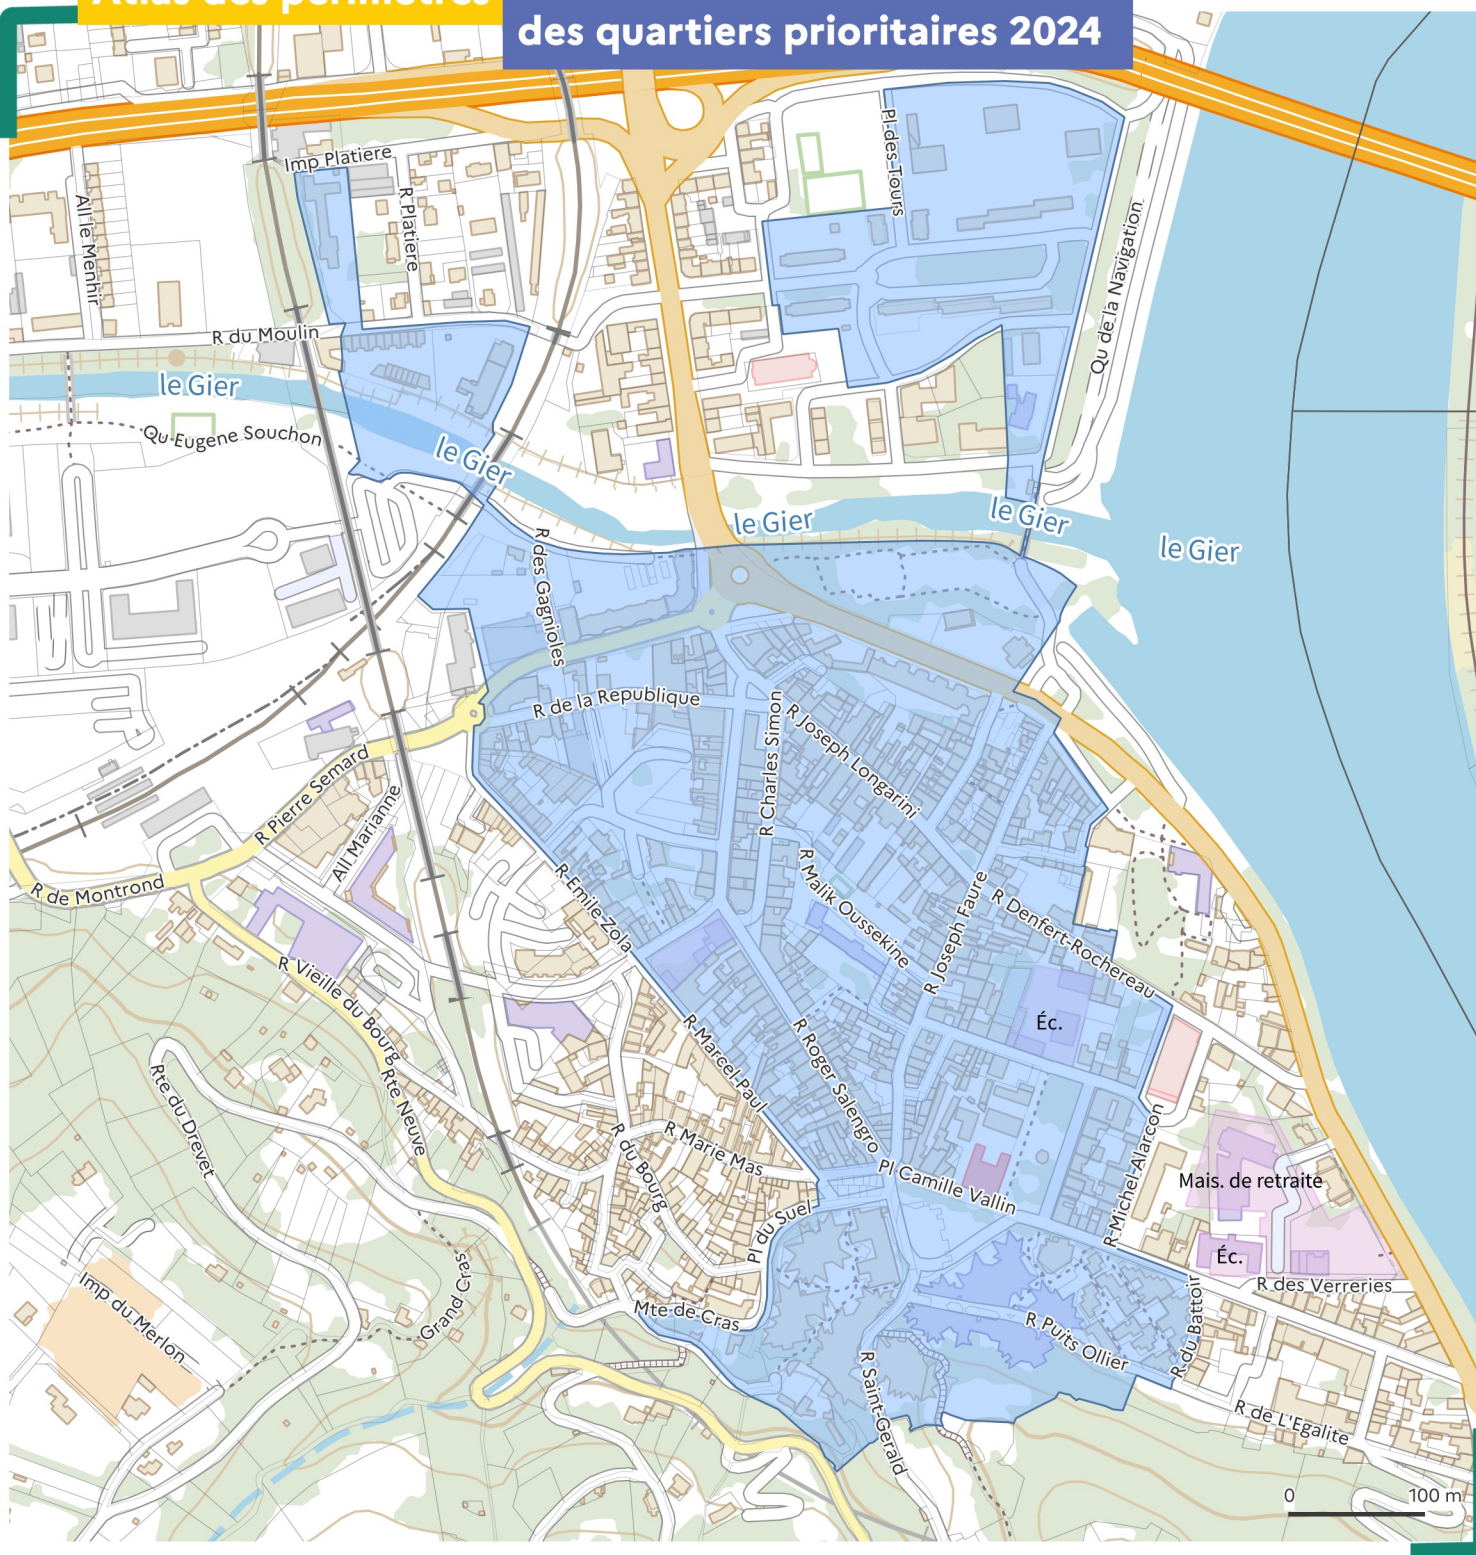 Atlas des périmètres
des quartiers prioritaires 2024
Imp Platiere
Pl des Tours
All le Menhir
R Platiere
Qu de la Navigation
R du Moulin
le Gier
Qu Eugene Souchon
le Gier
le Gier
le Gier
le Gier
R des Gagnioles
R de la Republique
R Charles Simon
R Joseph Longarini
R Pierre Semard
All Marianne
R de Montrond
R Emile Zola
R Malik Oussekine
R Joseph Faure
R Denfert-Rochereau
R Vieille du Bourg
Éc.
R Marcel Paul
R Roger Salengro
Rte du Drevet
Rte Neuve
R du Bourg
R Marie Mas
R Michel Alarcon
Pl Camille Vallin
Mais. de retraite
Pl du Suel
Éc.
R des Verreries
Imp du Merlon
Grand Cras
Mte de Cras
R Puits Ollier
R du Battoir
R Saint-Gerald
R de L'Egalite
0 100 m